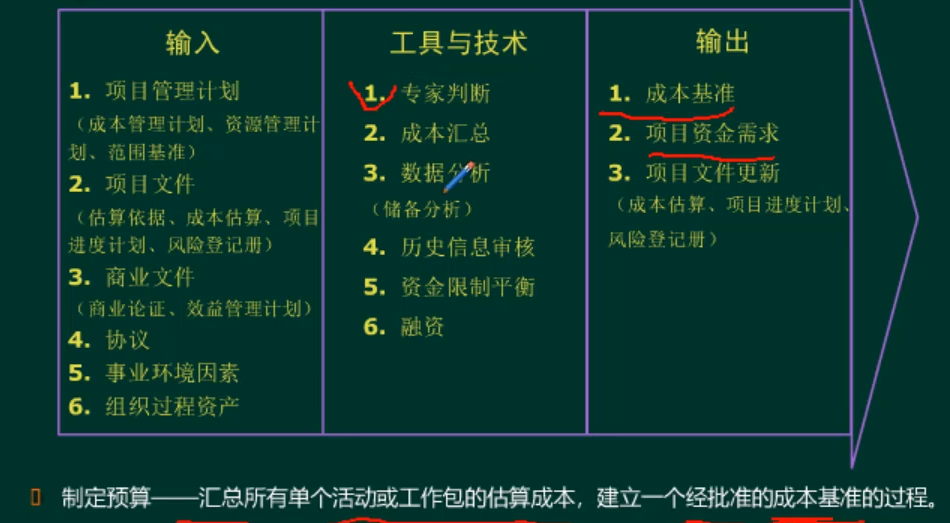 输入
1. 项目管理计划
（成本管理计划、资源管理计
划、范围基准）
2. 项目文件
（估算依据、成本估算、项目
进度计划、风险登记册）
3. 商业文件
（商业论证、效益管理计划）
4. 协议
5. 事业环境因素
6. 组织过程资产
工具与技术
1. 专家判断
2. 成本汇总
3. 数据分析
（储备分析）
4. 历史信息审核
5. 资金限制平衡
6. 融资
输出
1. 成本基准
2. 项目资金需求
3. 项目文件更新
（成本估算、项目进度计划、
风险登记册）
制定预算——汇总所有单个活动或工作包的估算成本，建立一个经批准的成本基准的过程。